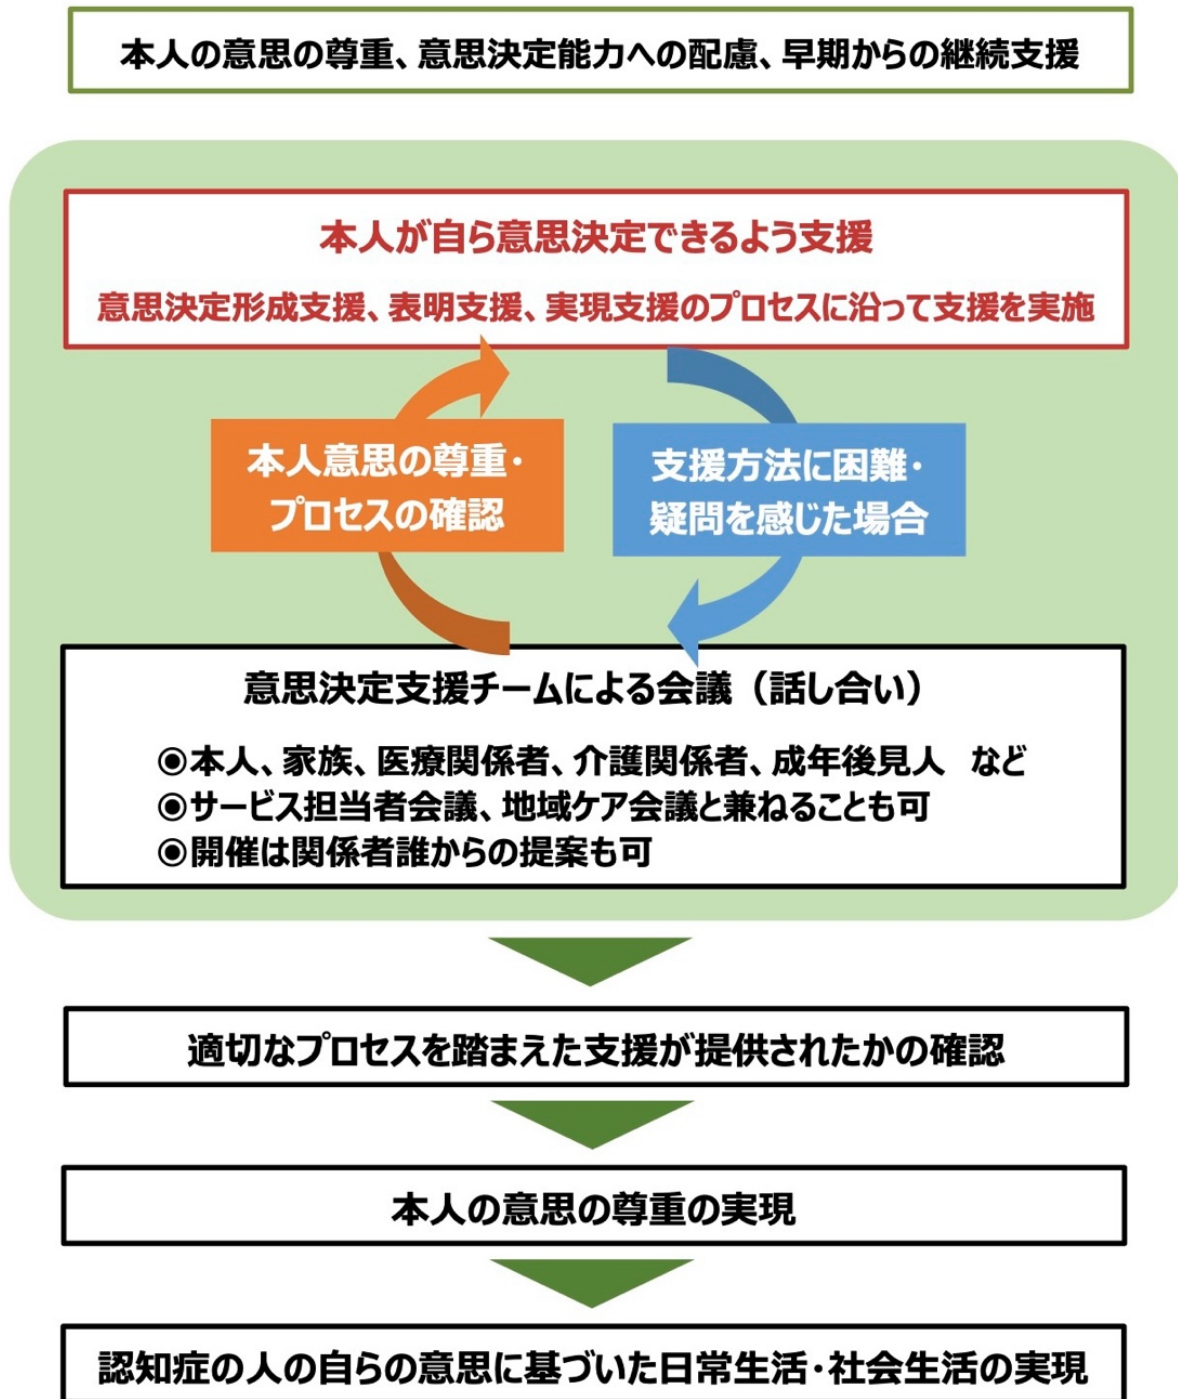 本人の意思の尊重、意思決定能力への配慮、早期からの継続支援
本人が自ら意思決定できるよう支援
意思決定形成支援、表明支援、実現支援のプロセスに沿って支援を実施
本人意思の尊重・
プロセスの確認
支援方法に困難・
疑問を感じた場合
意思決定支援チームによる会議（話し合い）
◉本人、家族、医療関係者、介護関係者、成年後見人 など
◉サービス担当者会議、地域ケア会議と兼ねることも可
◉開催は関係者誰からの提案も可
適切なプロセスを踏まえた支援が提供されたかの確認
本人の意思の尊重の実現
認知症の人の自らの意思に基づいた日常生活・社会生活の実現